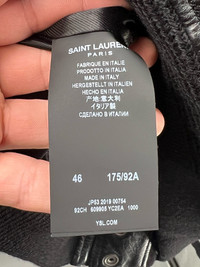 SAINT LAURENT
PARIS
FABRIQUE EN ITALIE
PRODOTTO IN ITALIA
MADE IN ITALY
HERGESTELLT IN ITALIEN
HECHO EN ITALIA
产地:意大利
イタリア製
СДЕЛАНО В ИТАЛИИ
46 175/92A
JP53 2019 00754
92CH 609905 YC2EA 1000
YSL.COM